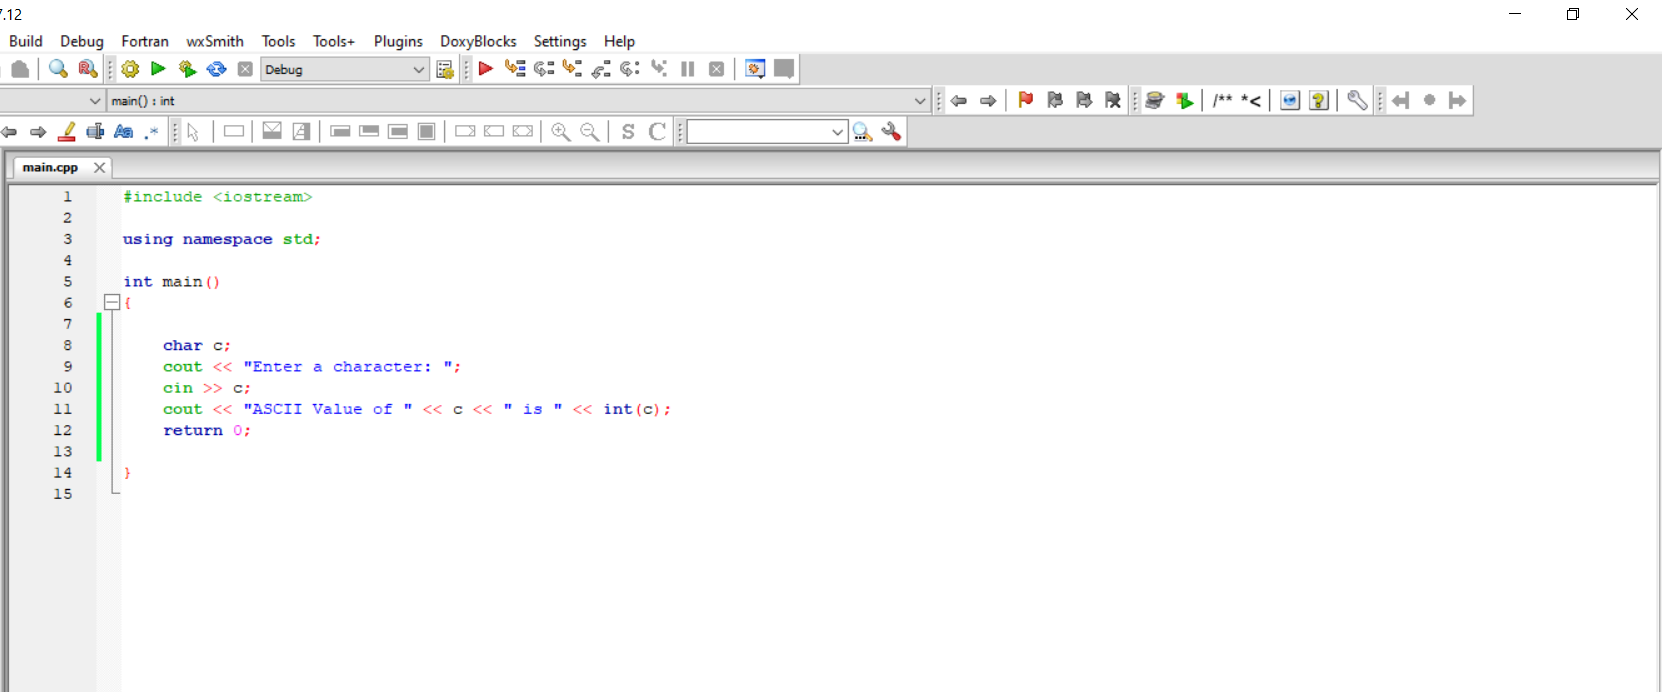 7.12
Build Debug Fortran wxSmith Tools Tools+ Plugins DoxyBlocks Settings Help
Debug
main() : int
/** *<
Aa .*
S C
main.cpp
1 #include <iostream>
2
3 using namespace std;
4
5 int main()
6 {
7
8 char c;
9 cout << "Enter a character: ";
10 cin >> c;
11 cout << "ASCII Value of " << c << " is " << int(c);
12 return 0;
13
14 }
15